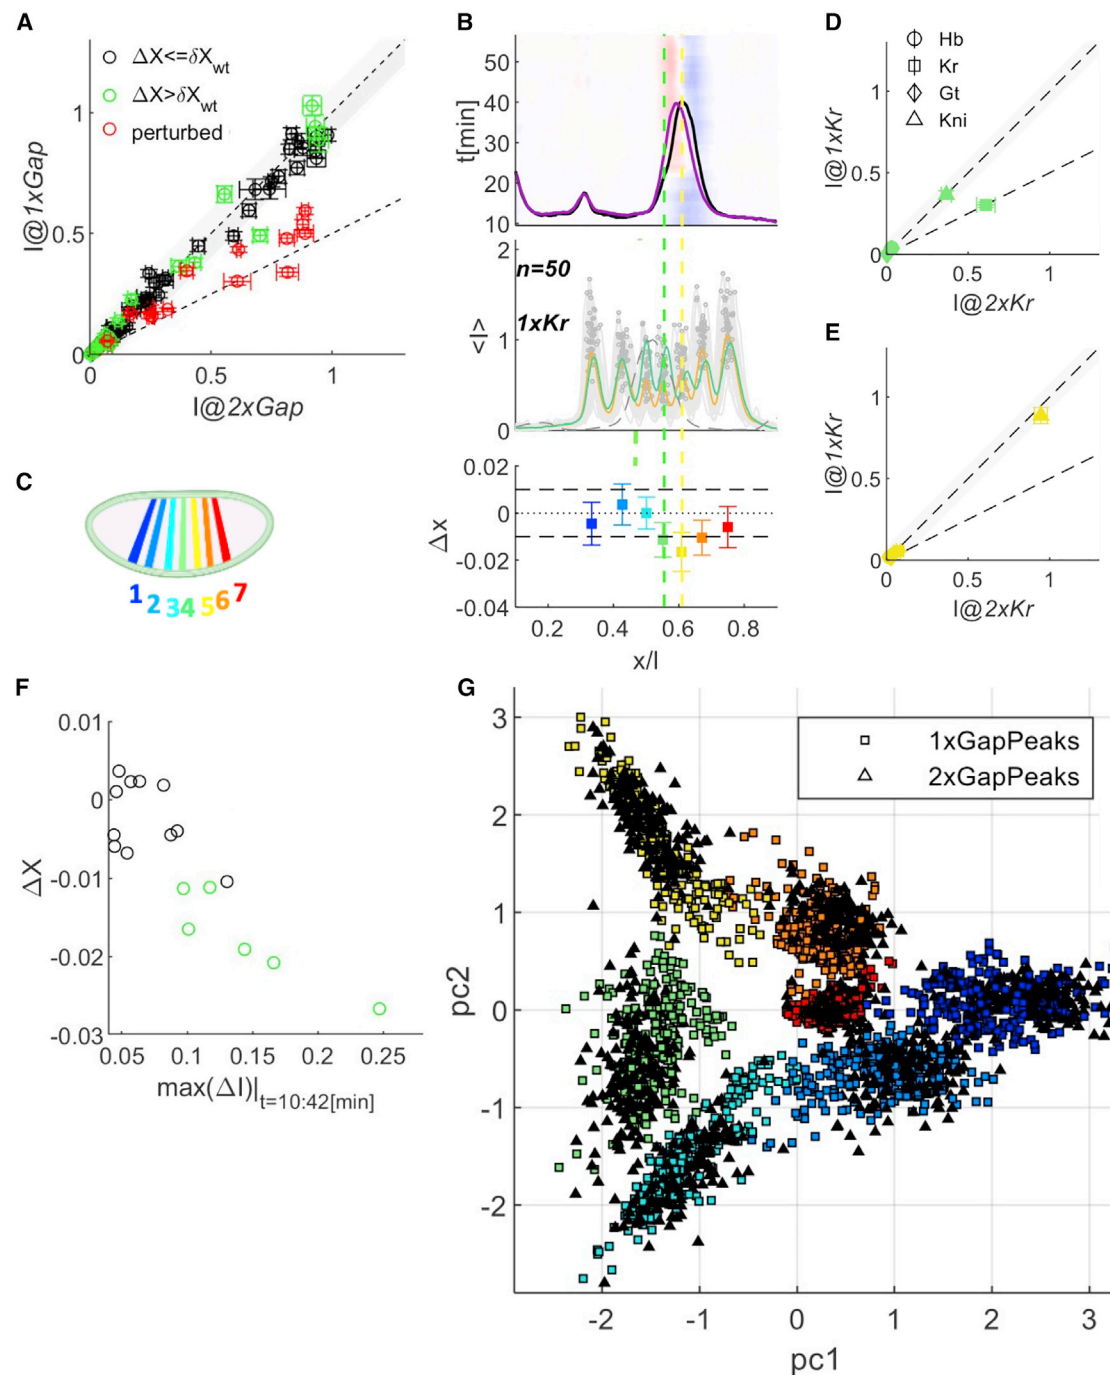 A
1
0.5
0
0
0.5
1
I@1xGap
I@2xGap
ΔX<=δXwt
ΔX>δXwt
perturbed
B
50
40
30
20
10
t[min]
n=50
1xKr
2
1
0
<I>
0.02
0
-0.02
-0.04
Δx
0.2
0.4
0.6
0.8
x/l
C
1
2
3
4
5
6
7
D
Hb
Kr
Gt
Kni
1
0.5
0
0
0.5
1
I@1xKr
I@2xKr
E
1
0.5
0
0
0.5
1
I@1xKr
I@2xKr
F
0.01
0
-0.01
-0.02
-0.03
ΔX
0.05
0.1
0.15
0.2
0.25
max(ΔI)|t=10:42[min]
G
1xGapPeaks
2xGapPeaks
3
2
1
0
-1
-2
pc2
-2
-1
0
1
2
3
pc1